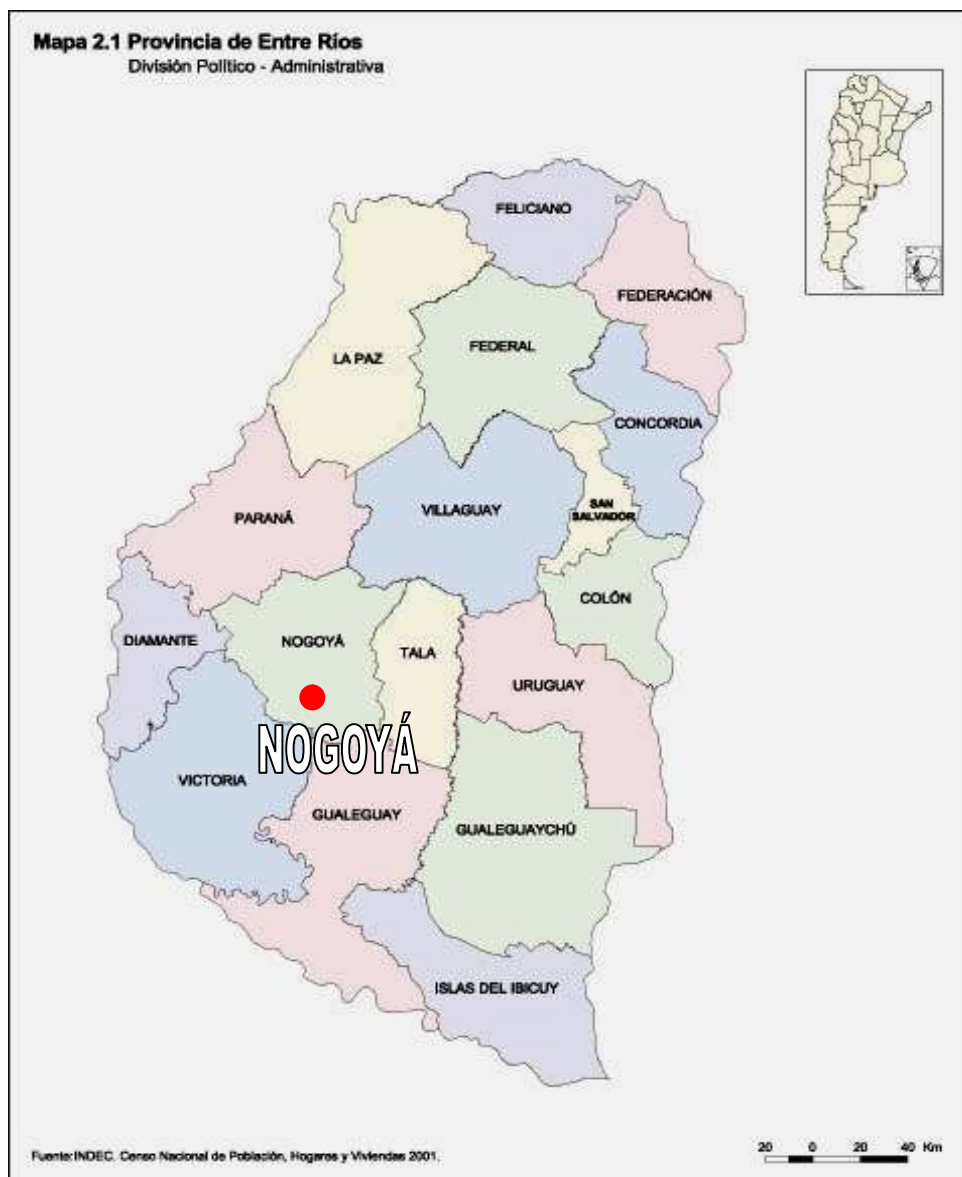 Mapa 2.1 Provincia de Entre Ríos
División Político - Administrativa
FELICIANO
FEDERACIÓN
FEDERAL
LA PAZ
CONCORDIA
SAN
SALVADOR
VILLAGUAY
PARANÁ
COLÓN
DIAMANTE
NOGOYÁ
TALA
URUGUAY
NOGOYÁ
VICTORIA
GUALEGUAY
GUALEGUAYCHÚ
ISLAS DEL IBICUY
Fuente:INDEC. Censo Nacional de Población, Hogares y Viviendas 2001.
20 0 20 40 Km